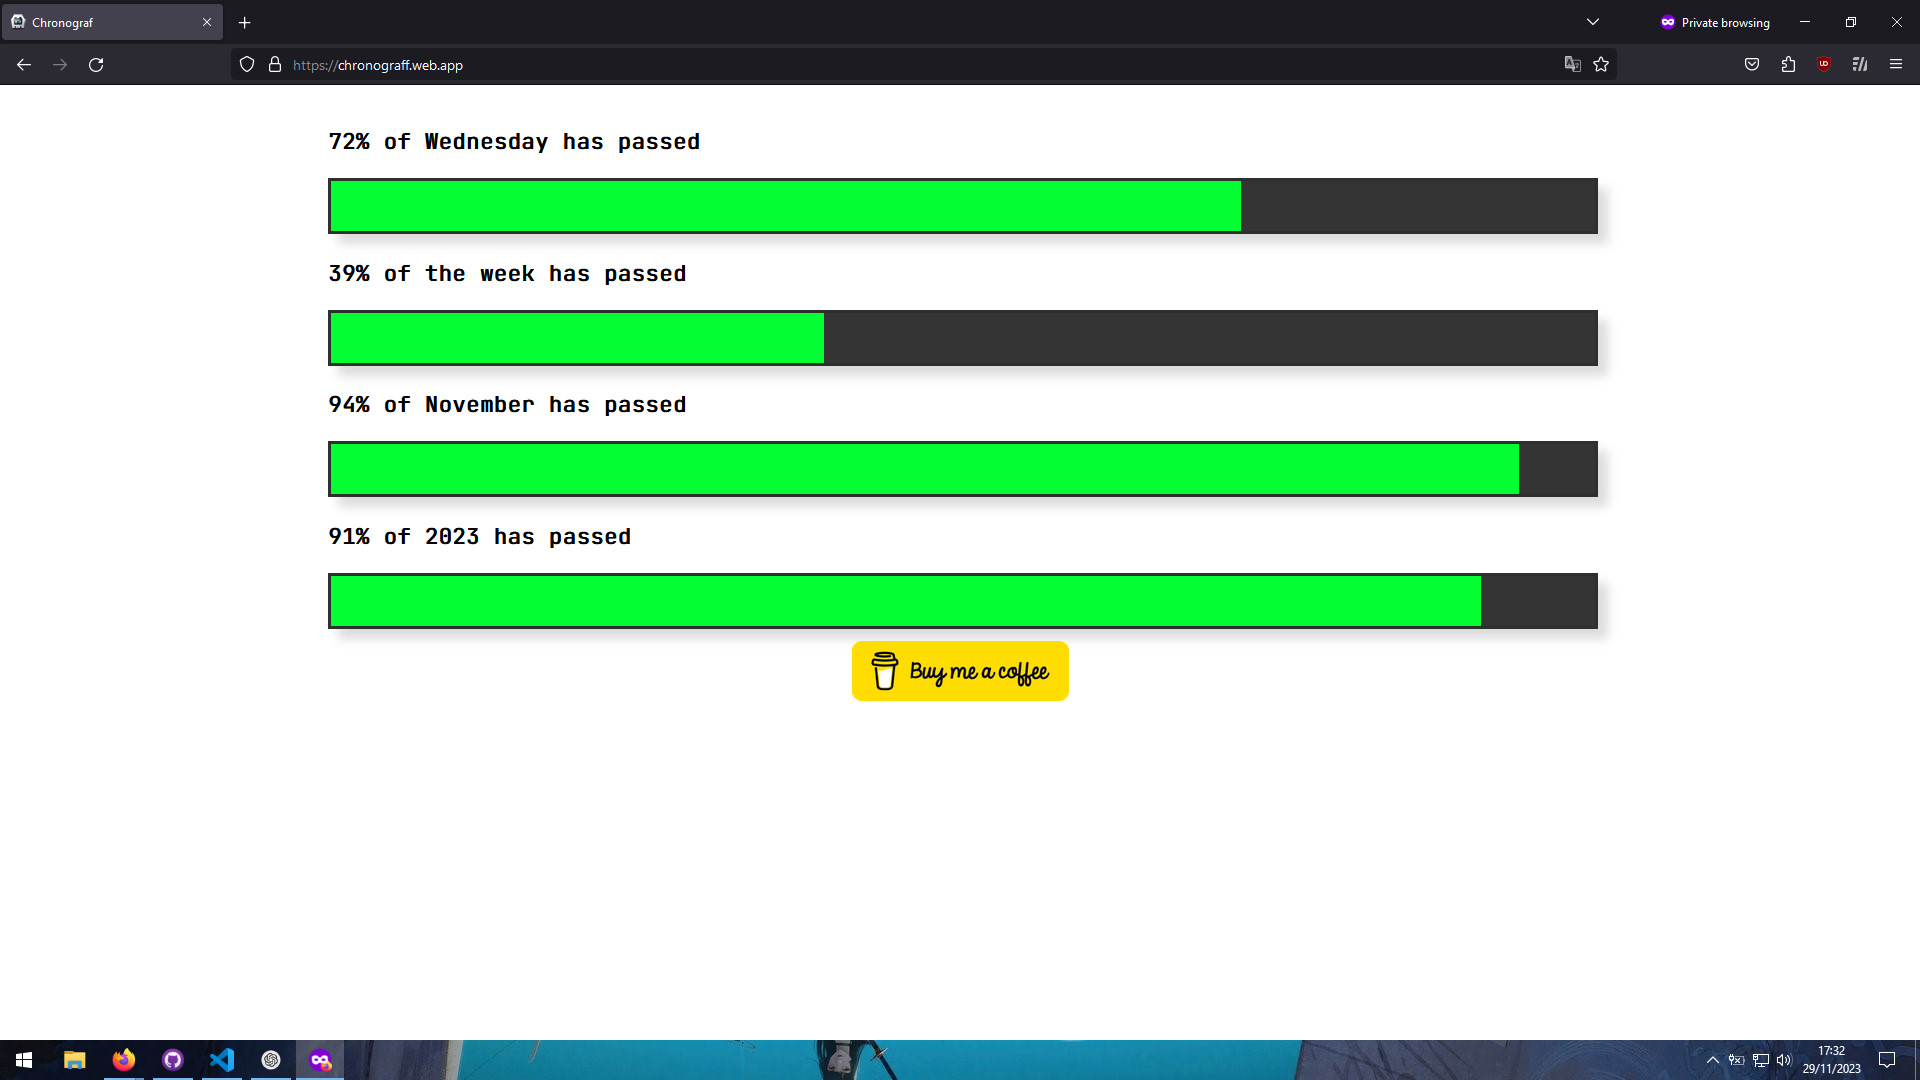 Chronograf
Private browsing
https://chronograff.web.app
72% of Wednesday has passed
39% of the week has passed
94% of November has passed
91% of 2023 has passed
Buy me a coffee
17:32
29/11/2023